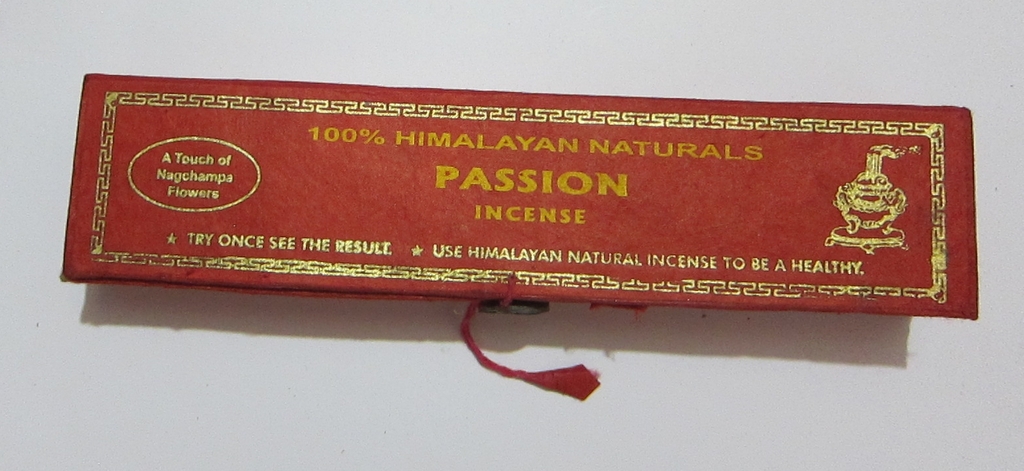 100% HIMALAYAN NATURALS
A Touch of
Nagchampa
Flowers
PASSION
INCENSE
★ TRY ONCE SEE THE RESULT. ★ USE HIMALAYAN NATURAL INCENSE TO BE A HEALTHY.